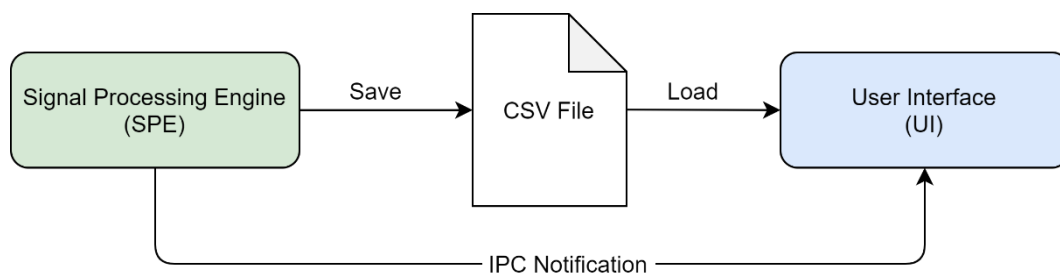 Signal Processing Engine
(SPE)
Save
CSV File
Load
User Interface
(UI)
IPC Notification